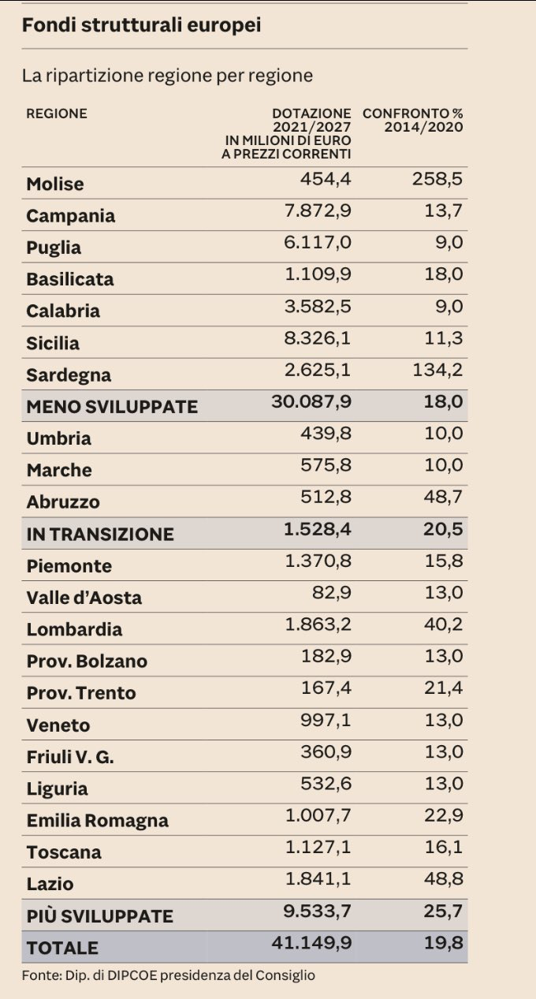 Fondi strutturali europei
La ripartizione regione per regione
REGIONE DOTAZIONE CONFRONTO %
2021/2027 2014/2020
IN MILIONI DI EURO
A PREZZI CORRENTI
Molise 454,4 258,5
Campania 7.872,9 13,7
Puglia 6.117,0 9,0
Basilicata 1.109,9 18,0
Calabria 3.582,5 9,0
Sicilia 8.326,1 11,3
Sardegna 2.625,1 134,2
MENO SVILUPPATE 30.087,9 18,0
Umbria 439,8 10,0
Marche 575,8 10,0
Abruzzo 512,8 48,7
IN TRANSIZIONE 1.528,4 20,5
Piemonte 1.370,8 15,8
Valle d’Aosta 82,9 13,0
Lombardia 1.863,2 40,2
Prov. Bolzano 182,9 13,0
Prov. Trento 167,4 21,4
Veneto 997,1 13,0
Friuli V. G. 360,9 13,0
Liguria 532,6 13,0
Emilia Romagna 1.007,7 22,9
Toscana 1.127,1 16,1
Lazio 1.841,1 48,8
PIÙ SVILUPPATE 9.533,7 25,7
TOTALE 41.149,9 19,8
Fonte: Dip. di DIPCOE presidenza del Consiglio